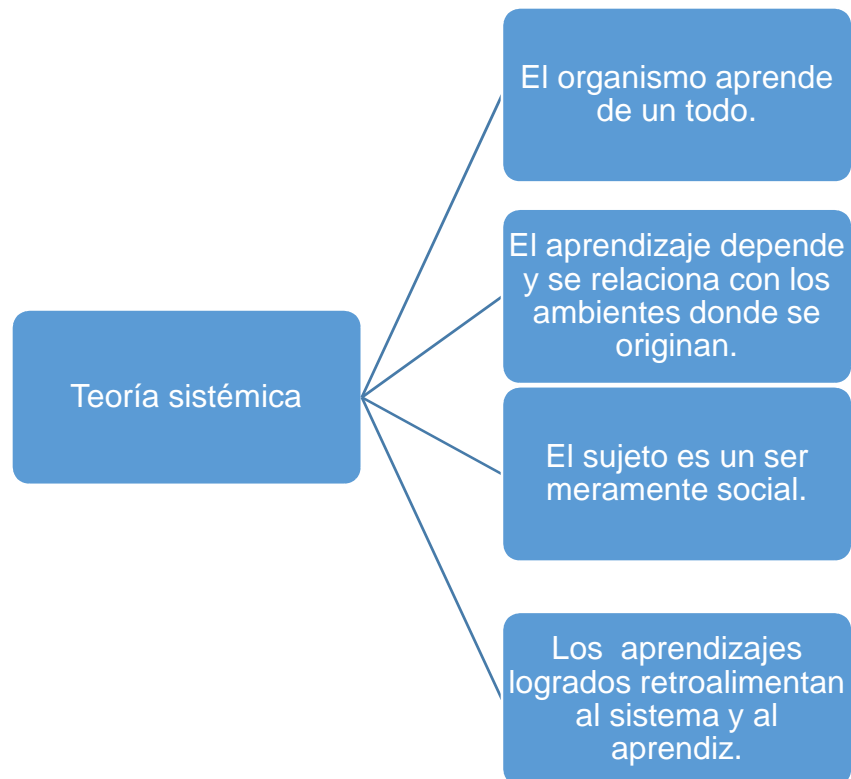 Teoría sistémica
El organismo aprende
de un todo.
El aprendizaje depende
y se relaciona con los
ambientes donde se
originan.
El sujeto es un ser
meramente social.
Los  aprendizajes
logrados retroalimentan
al sistema y al
aprendiz.